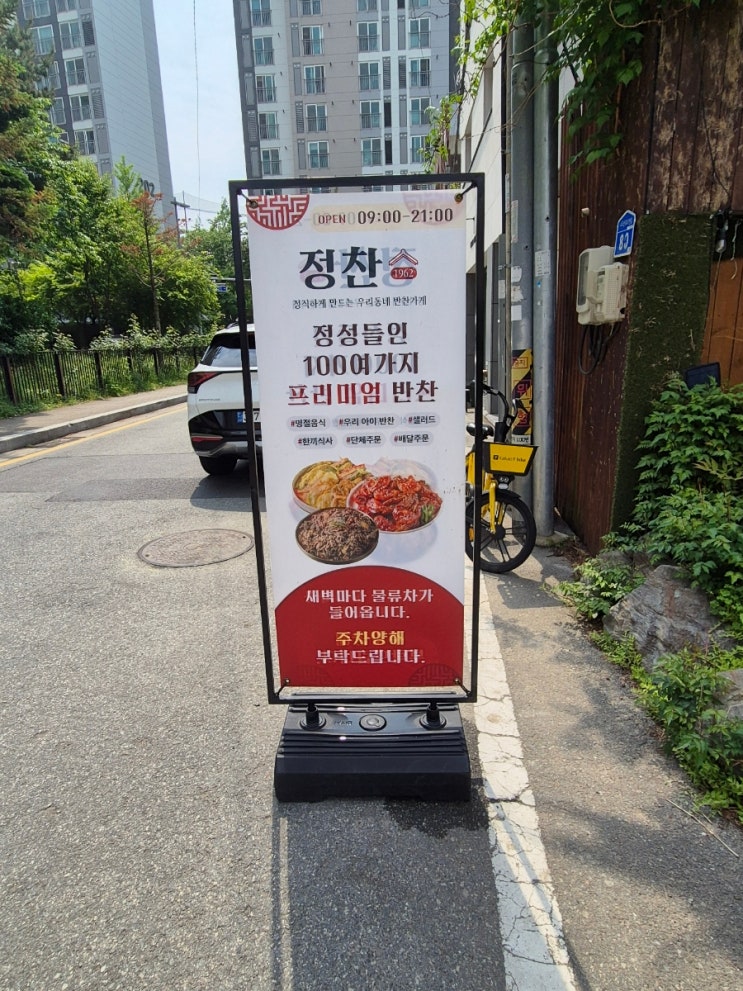 OPEN 09:00-21:00
정찬
1962
정직하게 만드는 우리동네 반찬가게
정성들인
100여가지
프리미엄 반찬
#명절음식 #우리 아이 반찬 #샐러드
#한끼식사 #단체주문 #배달주문
새벽마다 물류차가
들어옵니다.
주차양해
부탁드립니다.